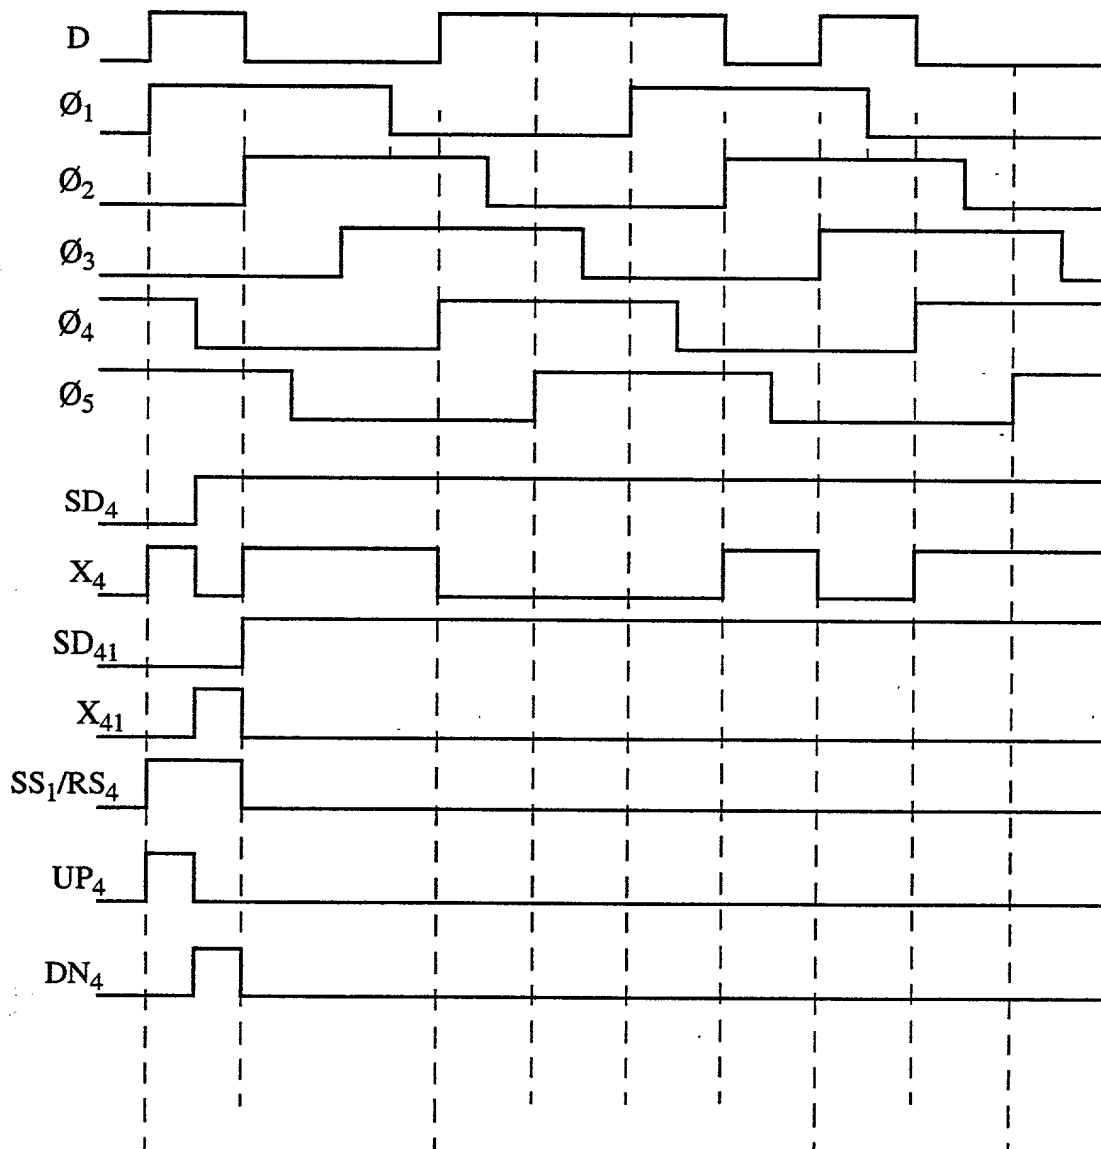 D
Ø₁
Ø₂
Ø₃
Ø₄
Ø₅
SD₄
X₄
SD₄₁
X₄₁
SS₁/RS₄
UP₄
DN₄